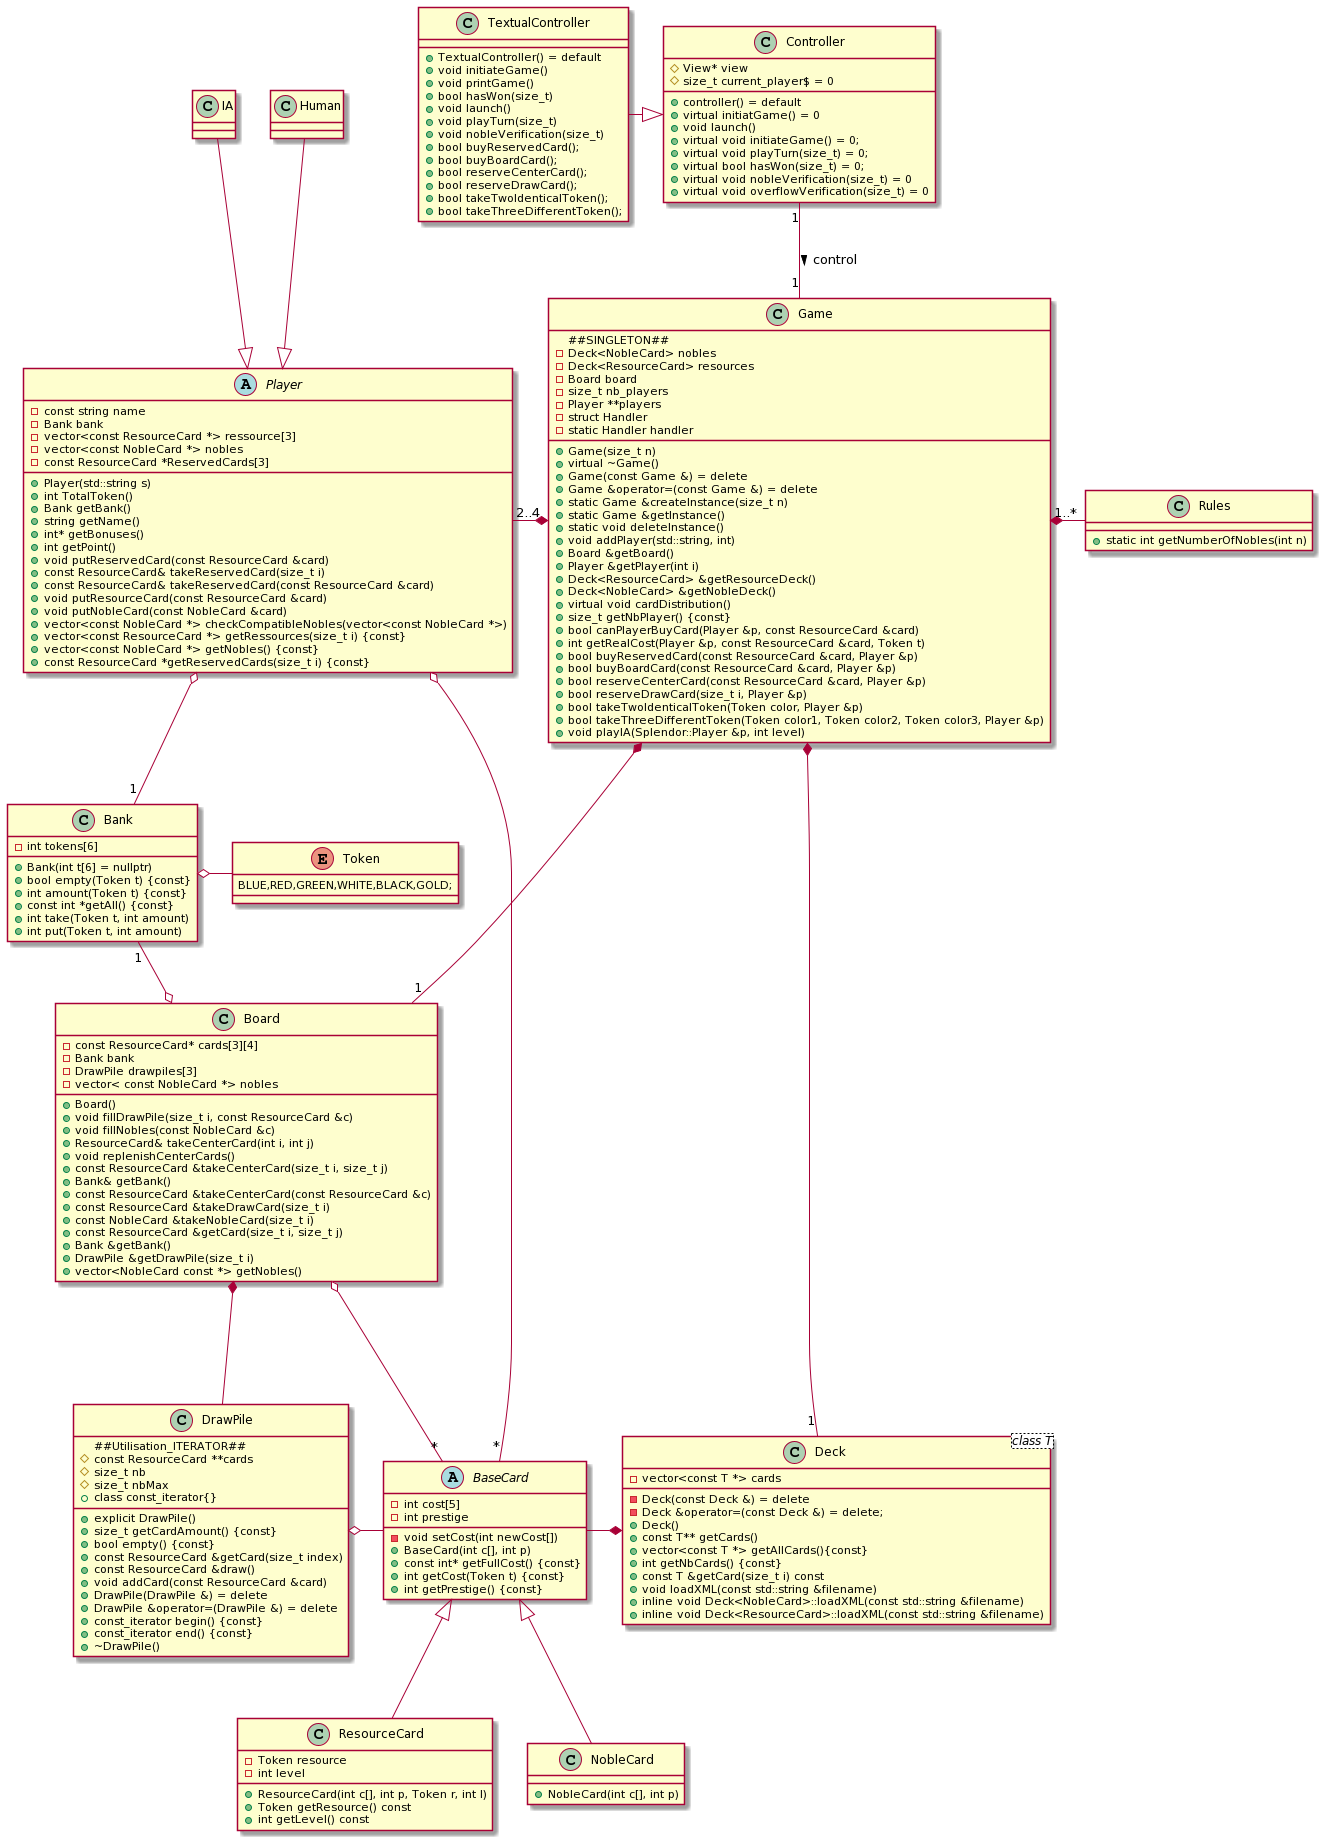 C TextualController
TextualController() = default
void initiateGame()
void printGame()
bool hasWon(size_t)
void launch()
void playTurn(size_t)
void nobleVerification(size_t)
bool buyReservedCard();
bool buyBoardCard();
bool reserveCenterCard();
bool reserveDrawCard();
bool takeTwoIdenticalToken();
bool takeThreeDifferentToken();
C Controller
View* view
size_t current_player$ = 0
controller() = default
virtual initiatGame() = 0
void launch()
virtual void initiateGame() = 0;
virtual void playTurn(size_t) = 0;
virtual bool hasWon(size_t) = 0;
virtual void nobleVerification(size_t) = 0
virtual void overflowVerification(size_t) = 0
C IA
C Human
1
control
1
C Game
##SINGLETON##
Deck<NobleCard> nobles
Deck<ResourceCard> resources
Board board
size_t nb_players
Player **players
struct Handler
static Handler handler
Game(size_t n)
virtual ~Game()
Game(const Game &) = delete
Game &operator=(const Game &) = delete
static Game &createInstance(size_t n)
static Game &getInstance()
static void deleteInstance()
void addPlayer(std::string, int)
Board &getBoard()
Player &getPlayer(int i)
Deck<ResourceCard> &getResourceDeck()
Deck<NobleCard> &getNobleDeck()
virtual void cardDistribution()
size_t getNbPlayer() {const}
bool canPlayerBuyCard(Player &p, const ResourceCard &card)
int getRealCost(Player &p, const ResourceCard &card, Token t)
bool buyReservedCard(const ResourceCard &card, Player &p)
bool buyBoardCard(const ResourceCard &card, Player &p)
bool reserveCenterCard(const ResourceCard &card, Player &p)
bool reserveDrawCard(size_t i, Player &p)
bool takeTwoIdenticalToken(Token color, Player &p)
bool takeThreeDifferentToken(Token color1, Token color2, Token color3, Player &p)
void playIA(Splendor::Player &p, int level)
A Player
const string name
Bank bank
vector<const ResourceCard *> ressource[3]
vector<const NobleCard *> nobles
const ResourceCard *ReservedCards[3]
Player(std::string s)
int TotalToken()
Bank getBank()
string getName()
int* getBonuses()
int getPoint()
void putReservedCard(const ResourceCard &card)
const ResourceCard& takeReservedCard(size_t i)
const ResourceCard& takeReservedCard(const ResourceCard &card)
void putResourceCard(const ResourceCard &card)
void putNobleCard(const NobleCard &card)
vector<const NobleCard *> checkCompatibleNobles(vector<const NobleCard *>)
vector<const ResourceCard *> getRessources(size_t i) {const}
vector<const NobleCard *> getNobles() {const}
const ResourceCard *getReservedCards(size_t i) {const}
2..4
1..*
C Rules
static int getNumberOfNobles(int n)
1
C Bank
int tokens[6]
Bank(int t[6] = nullptr)
bool empty(Token t) {const}
int amount(Token t) {const}
const int *getAll() {const}
int take(Token t, int amount)
int put(Token t, int amount)
E Token
BLUE,RED,GREEN,WHITE,BLACK,GOLD;
1
1
C Board
const ResourceCard* cards[3][4]
Bank bank
DrawPile drawpiles[3]
vector< const NobleCard *> nobles
Board()
void fillDrawPile(size_t i, const ResourceCard &c)
void fillNobles(const NobleCard &c)
ResourceCard& takeCenterCard(int i, int j)
void replenishCenterCards()
const ResourceCard &takeCenterCard(size_t i, size_t j)
Bank& getBank()
const ResourceCard &takeCenterCard(const ResourceCard &c)
const ResourceCard &takeDrawCard(size_t i)
const NobleCard &takeNobleCard(size_t i)
const ResourceCard &getCard(size_t i, size_t j)
Bank &getBank()
DrawPile &getDrawPile(size_t i)
vector<NobleCard const *> getNobles()
C DrawPile
##Utilisation_ITERATOR##
const ResourceCard **cards
size_t nb
size_t nbMax
class const_iterator{}
explicit DrawPile()
size_t getCardAmount() {const}
bool empty() {const}
const ResourceCard &getCard(size_t index)
const ResourceCard &draw()
void addCard(const ResourceCard &card)
DrawPile(DrawPile &) = delete
DrawPile &operator=(DrawPile &) = delete
const_iterator begin() {const}
const_iterator end() {const}
~DrawPile()
*
*
A BaseCard
int cost[5]
int prestige
void setCost(int newCost[])
BaseCard(int c[], int p)
const int* getFullCost() {const}
int getCost(Token t) {const}
int getPrestige() {const}
1
C Deck
class T
vector<const T *> cards
Deck(const Deck &) = delete
Deck &operator=(const Deck &) = delete;
Deck()
const T** getCards()
vector<const T *> getAllCards(){const}
int getNbCards() {const}
const T &getCard(size_t i) const
void loadXML(const std::string &filename)
inline void Deck<NobleCard>::loadXML(const std::string &filename)
inline void Deck<ResourceCard>::loadXML(const std::string &filename)
C ResourceCard
Token resource
int level
ResourceCard(int c[], int p, Token r, int l)
Token getResource() const
int getLevel() const
C NobleCard
NobleCard(int c[], int p)